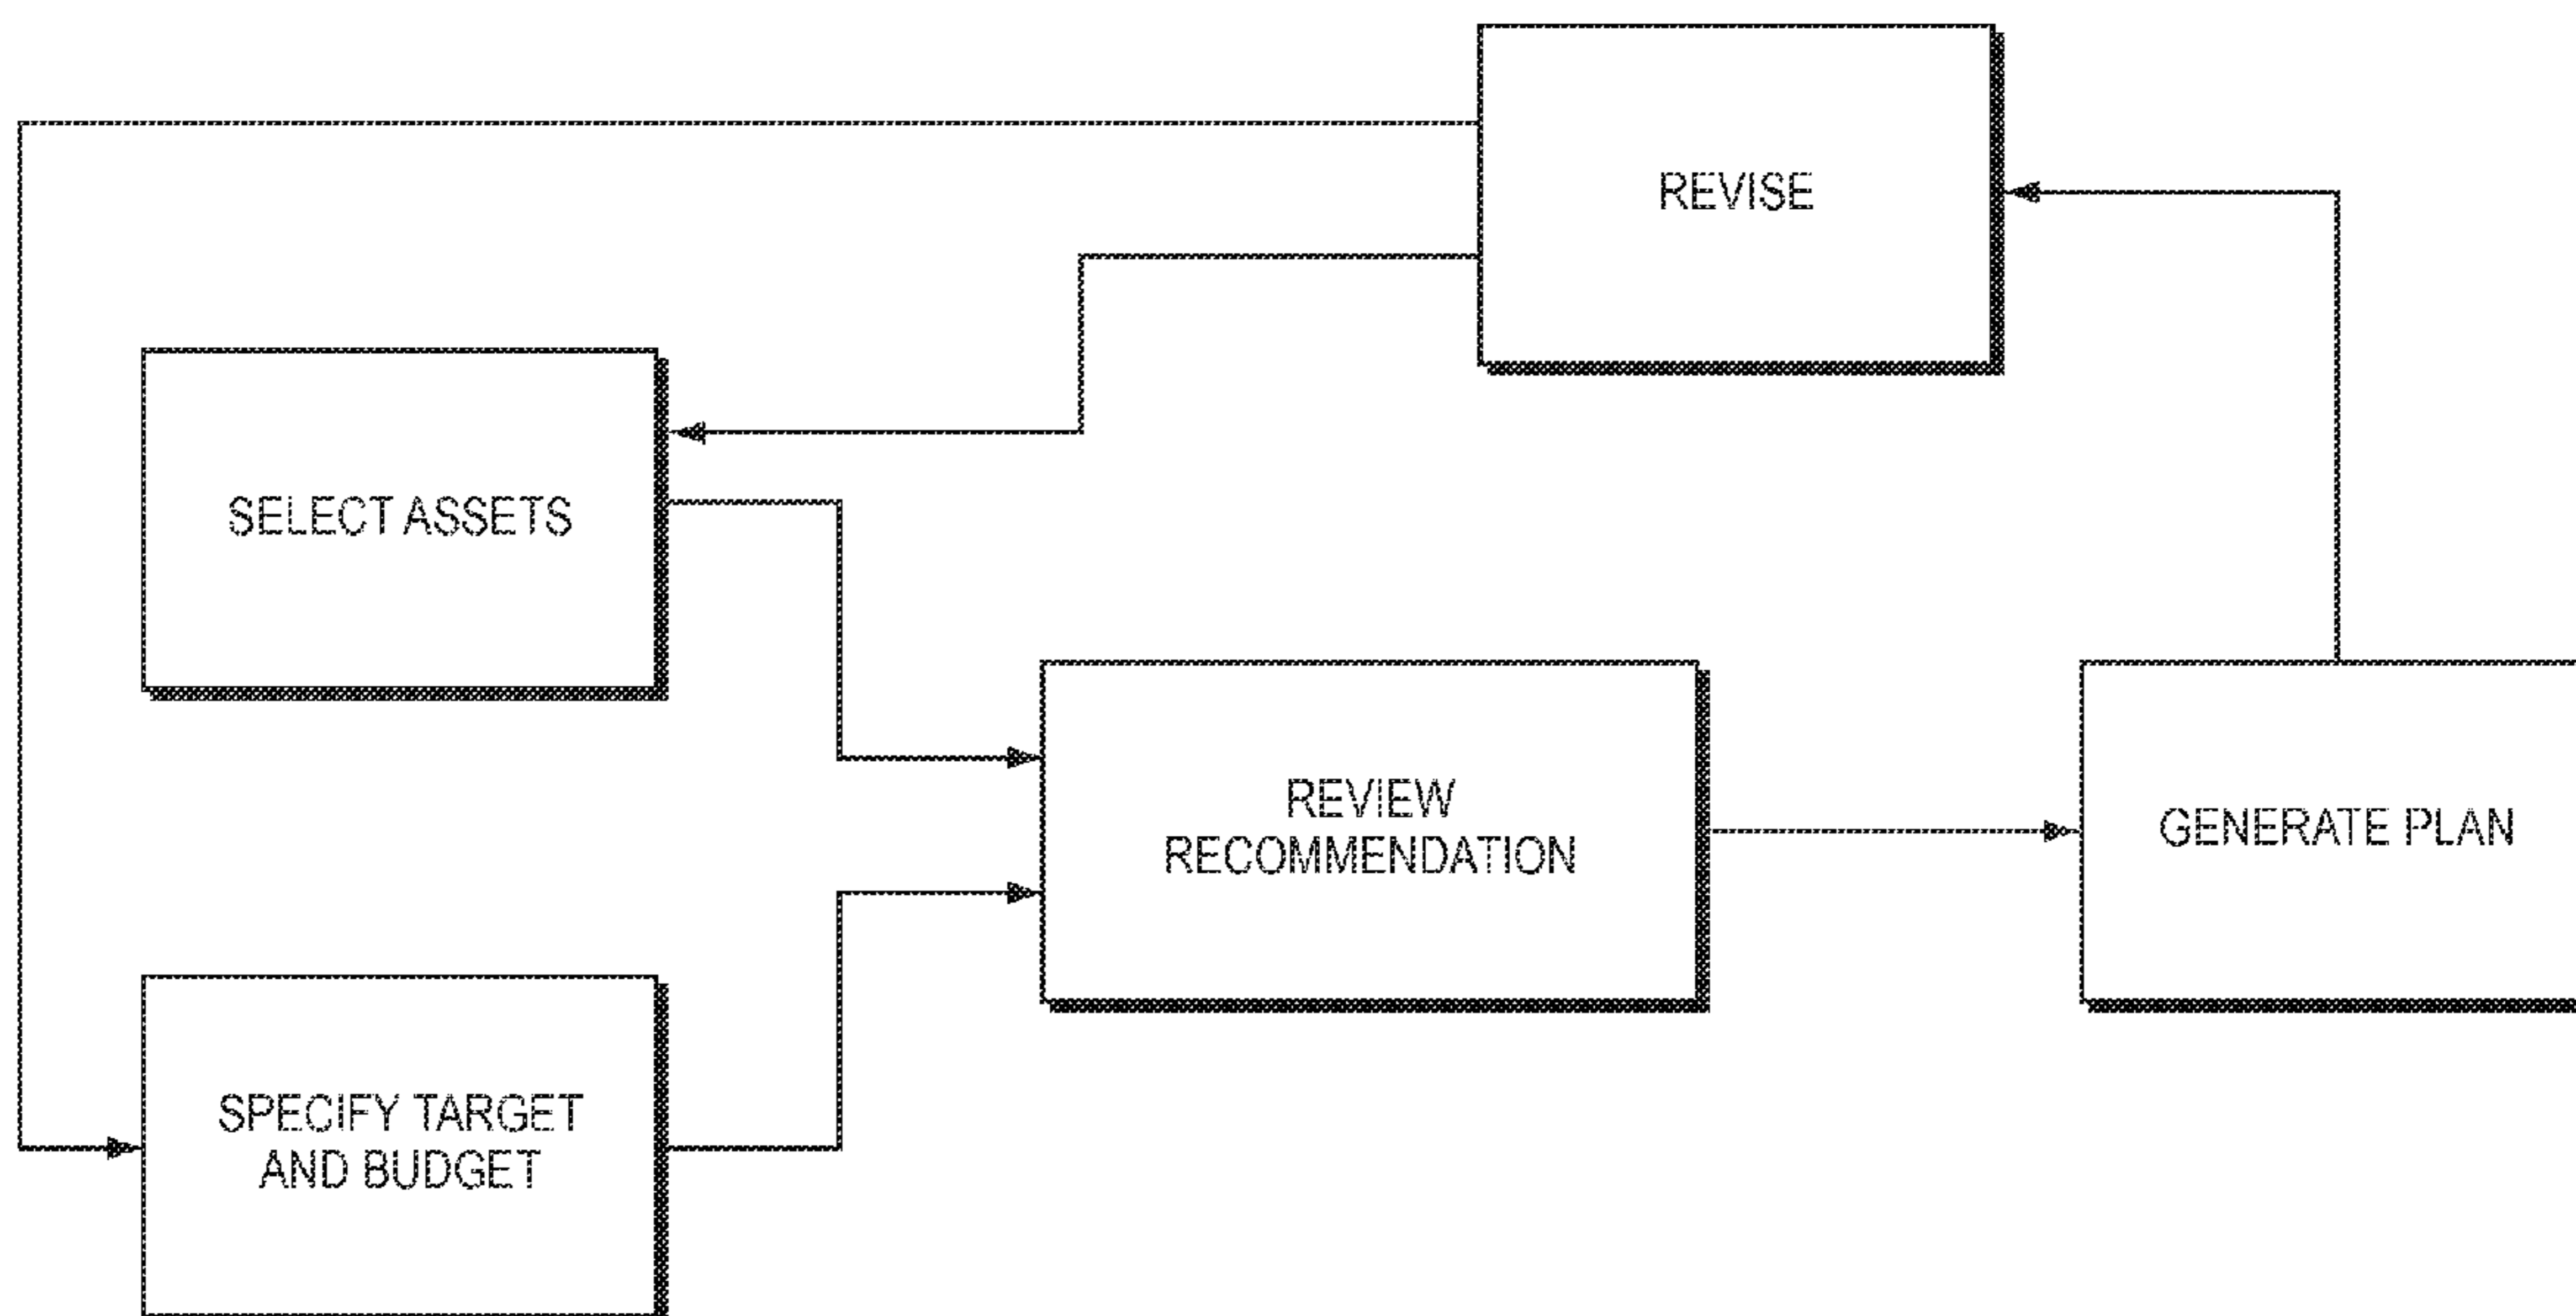 REVISE
SELECT ASSETS
REVIEW
RECOMMENDATION
GENERATE PLAN
SPECIFY TARGET
AND BUDGET